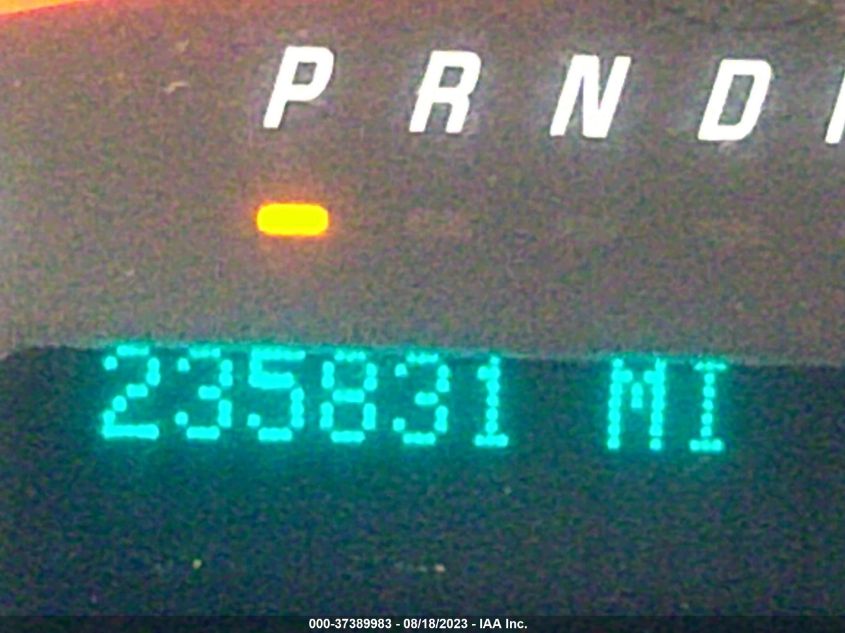 P R N D
235831 MI
000-37389983 - 08/18/2023 - IAA Inc.